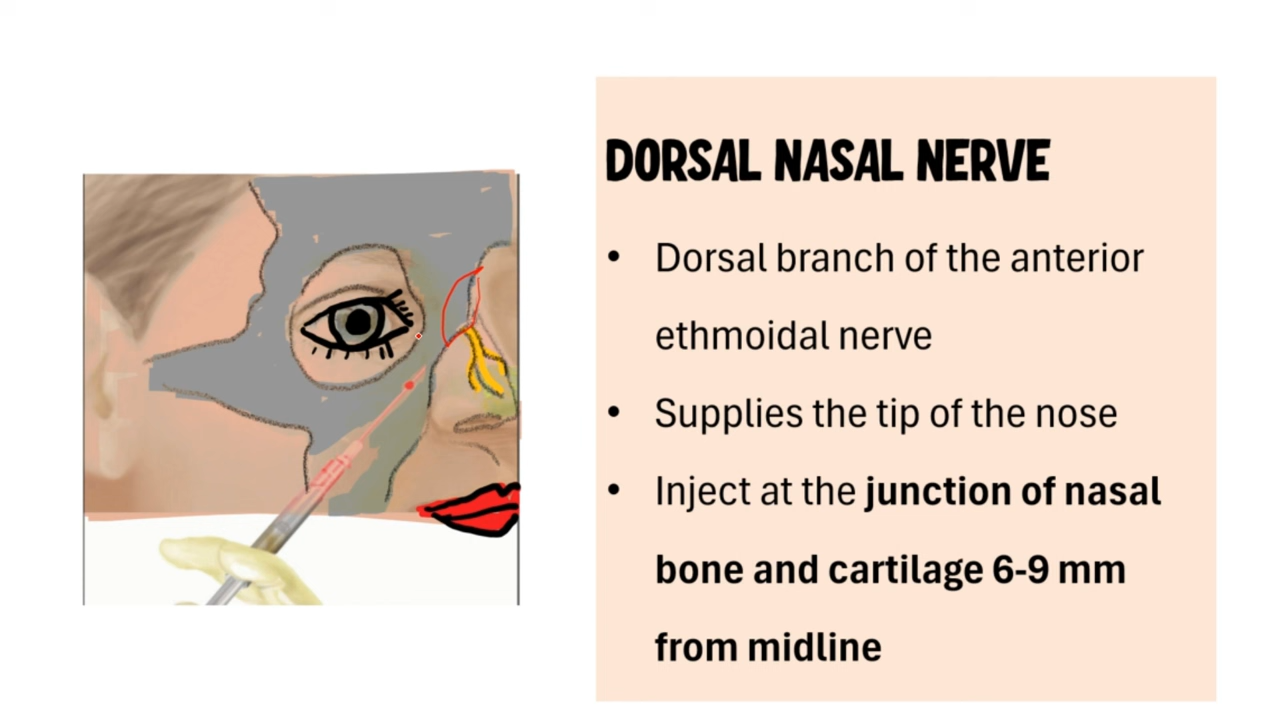 DORSAL NASAL NERVE
• Dorsal branch of the anterior
ethmoidal nerve
• Supplies the tip of the nose
• Inject at the junction of nasal
bone and cartilage 6-9 mm
from midline